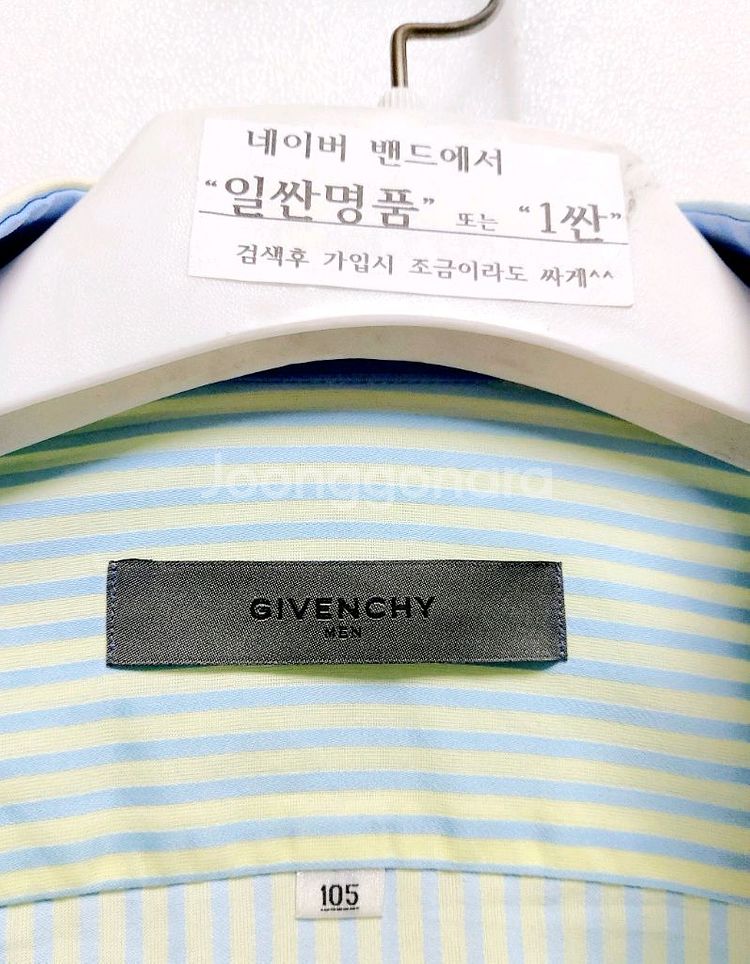 네이버 밴드에서
“일싼명품” 또는 “1싼”
검색후 가입시 조금이라도 싸게^^
Joonggonara
GIVENCHY
MEN
105